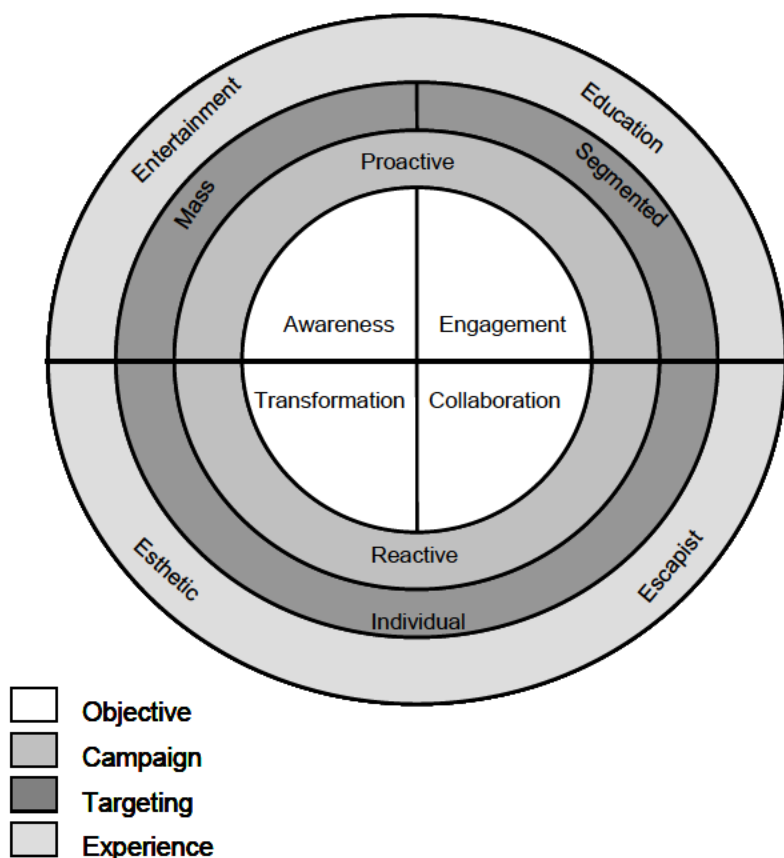 Entertainment
Education
Mass
Segmented
Proactive
Awareness
Engagement
Transformation
Collaboration
Reactive
Individual
Esthetic
Escapist
Objective
Campaign
Targeting
Experience